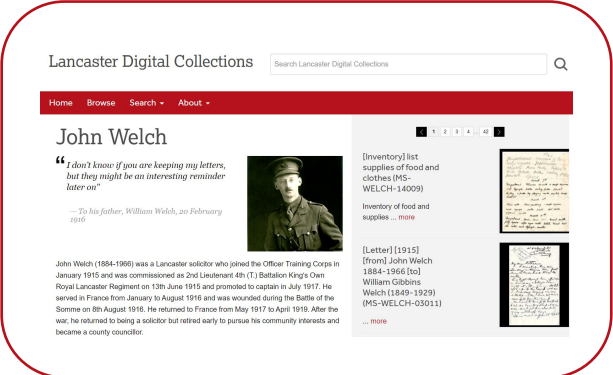 Lancaster Digital Collections
Search Lancaster Digital Collections
Home Browse Search About
John Welch
“ I don't know if you are keeping my letters,
but they might be an interesting reminder
later on"
— To his father, William Welch, 20 February
1916
John Welch (1884-1966) was a Lancaster solicitor who joined the Officer Training Corps in
January 1915 and was commissioned as 2nd Lieutenant 4th (T.) Battalion King's Own
Royal Lancaster Regiment on 13th June 1915 and promoted to captain in July 1917. He
served in France from January to August 1916 and was wounded during the Battle of the
Somme on 8th August 1916. He returned to France from May 1917 to April 1919. After the
war, he returned to being a solicitor but retired early to pursue his community interests and
became a county councillor.
1 2 3 4 ... 42
[Inventory] list
supplies of food and
clothes (MS-
WELCH-14009)
Inventory of food and
supplies ... more
[Letter] [1915]
[from] John Welch
1884-1966 [to]
William Gibbins
Welch (1849-1929)
(MS-WELCH-03011)
... more